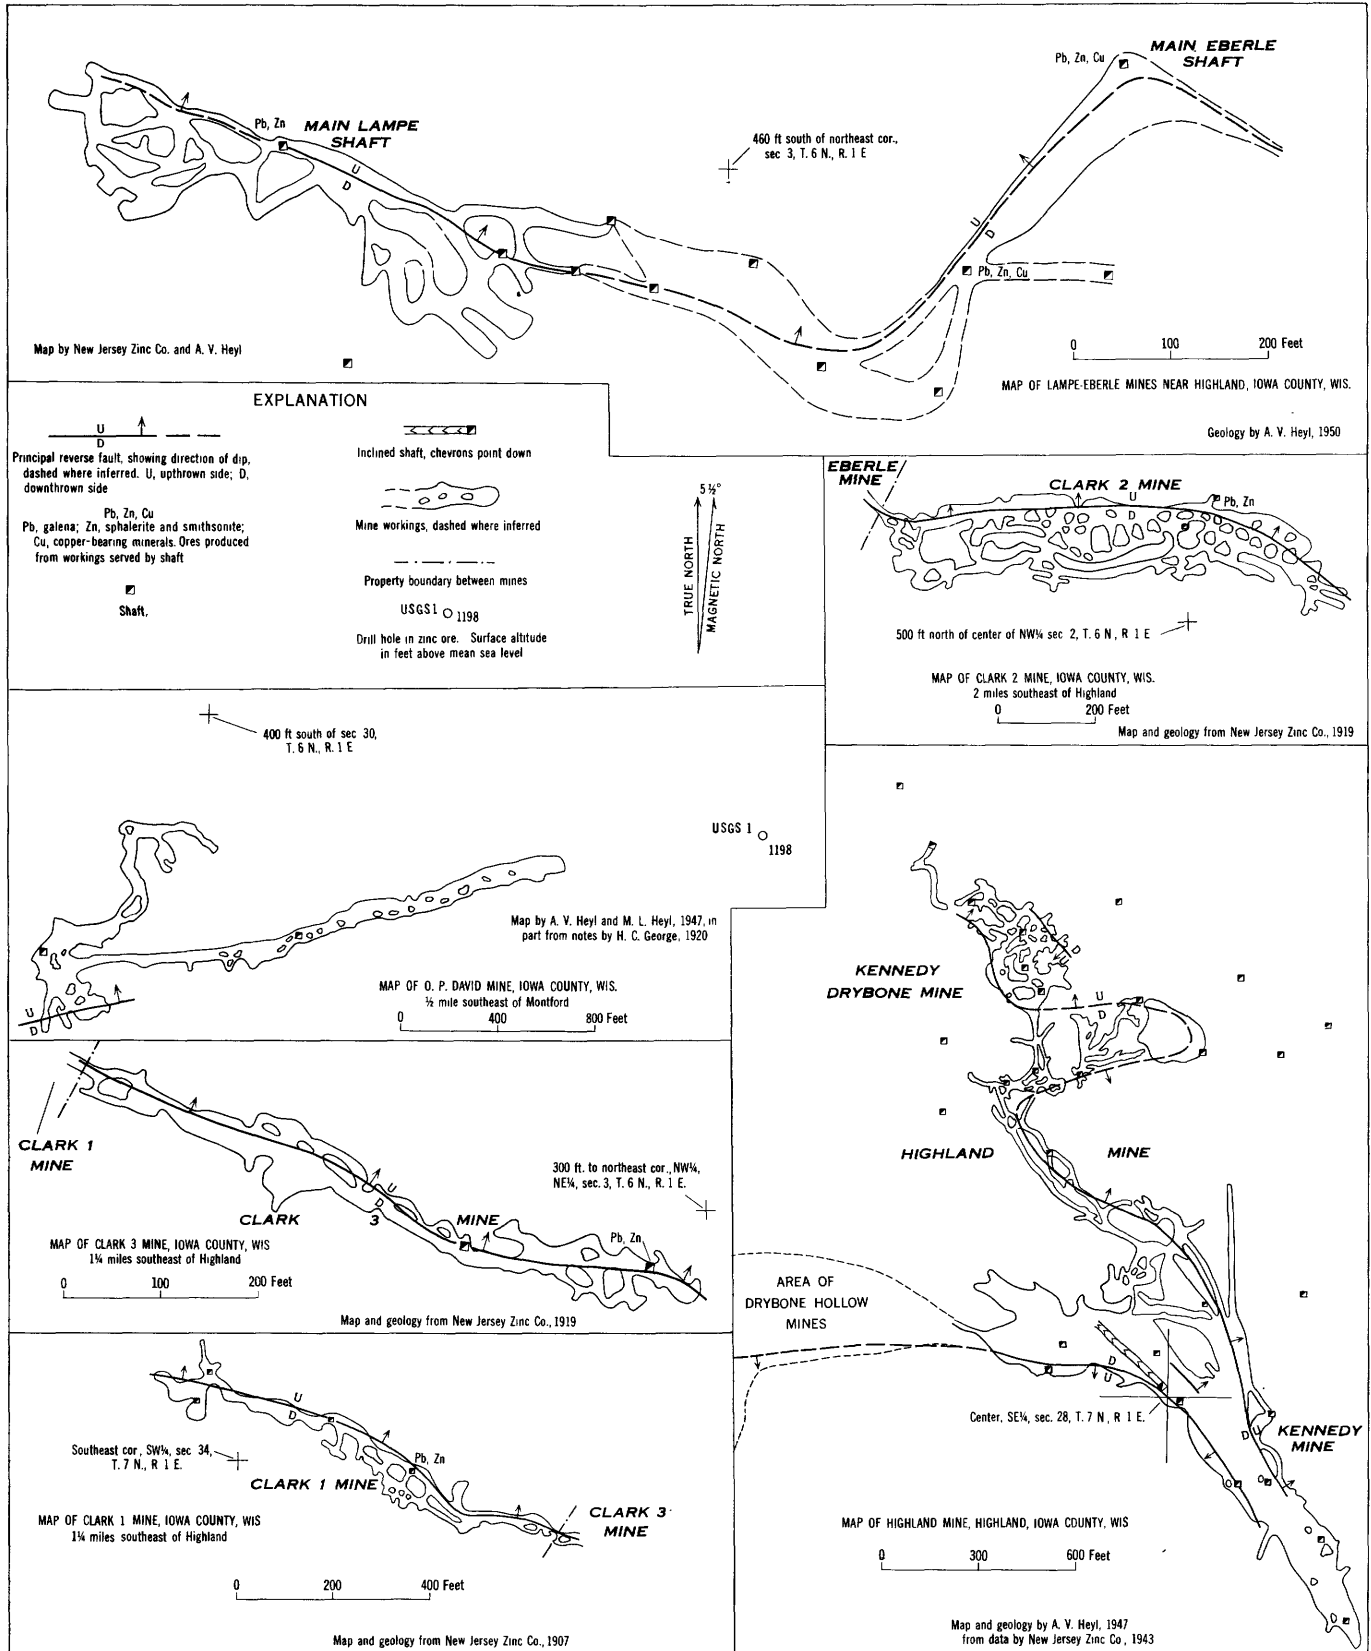 MAIN EBERLE
SHAFT
Pb, Zn, Cu
Pb, Zn
MAIN LAMPE
SHAFT
460 ft south of northeast cor.,
sec 3, T. 6 N., R. 1 E
U
D
U
D
Pb, Zn, Cu
Map by New Jersey Zinc Co. and A. V. Heyl
0 100 200 Feet
MAP OF LAMPE-EBERLE MINES NEAR HIGHLAND, IOWA COUNTY, WIS.
Geology by A. V. Heyl, 1950
EXPLANATION
U
D
Principal reverse fault, showing direction of dip,
dashed where inferred. U, upthrown side; D,
downthrown side
Pb, Zn, Cu
Pb, galena; Zn, sphalerite and smithsonite;
Cu, copper-bearing minerals. Ores produced
from workings served by shaft
Shaft.
Inclined shaft, chevrons point down
Mine workings, dashed where inferred
Property boundary between mines
USGS 1
1198
Drill hole in zinc ore. Surface altitude
in feet above mean sea level
5 ½°
TRUE NORTH
MAGNETIC NORTH
EBERLE
MINE
CLARK 2 MINE
U
D
Pb, Zn
500 ft north of center of NW¼ sec 2, T. 6 N, R 1 E
MAP OF CLARK 2 MINE, IOWA COUNTY, WIS.
2 miles southeast of Highland
0 200 Feet
Map and geology from New Jersey Zinc Co., 1919
400 ft south of sec 30,
T. 6 N., R. 1 E
USGS 1
1198
Map by A. V. Heyl and M. L. Heyl, 1947, in
part from notes by H. C. George, 1920
MAP OF O. P. DAVID MINE, IOWA COUNTY, WIS.
½ mile southeast of Montford
0 400 800 Feet
U
D
CLARK 1
MINE
300 ft. to northeast cor., NW¼,
NE¼, sec. 3, T. 6 N., R. 1 E.
U
D
CLARK 3 MINE
Pb, Zn
MAP OF CLARK 3 MINE, IOWA COUNTY, WIS
1¼ miles southeast of Highland
0 100 200 Feet
Map and geology from New Jersey Zinc Co., 1919
U
D
Pb, Zn
Southeast cor, SW¼, sec 34,
T. 7 N., R 1 E.
CLARK 1 MINE
CLARK 3
MINE
MAP OF CLARK 1 MINE, IOWA COUNTY, WIS
1¼ miles southeast of Highland
0 200 400 Feet
Map and geology from New Jersey Zinc Co., 1907
KENNEDY
DRYBONE MINE
D
U
U
D
HIGHLAND MINE
AREA OF
DRYBONE HOLLOW
MINES
D
U
Center, SE¼, sec. 28, T. 7 N, R 1 E.
D U
KENNEDY
MINE
MAP OF HIGHLAND MINE, HIGHLAND, IOWA COUNTY, WIS
0 300 600 Feet
Map and geology by A. V. Heyl, 1947
from data by New Jersey Zinc Co, 1943